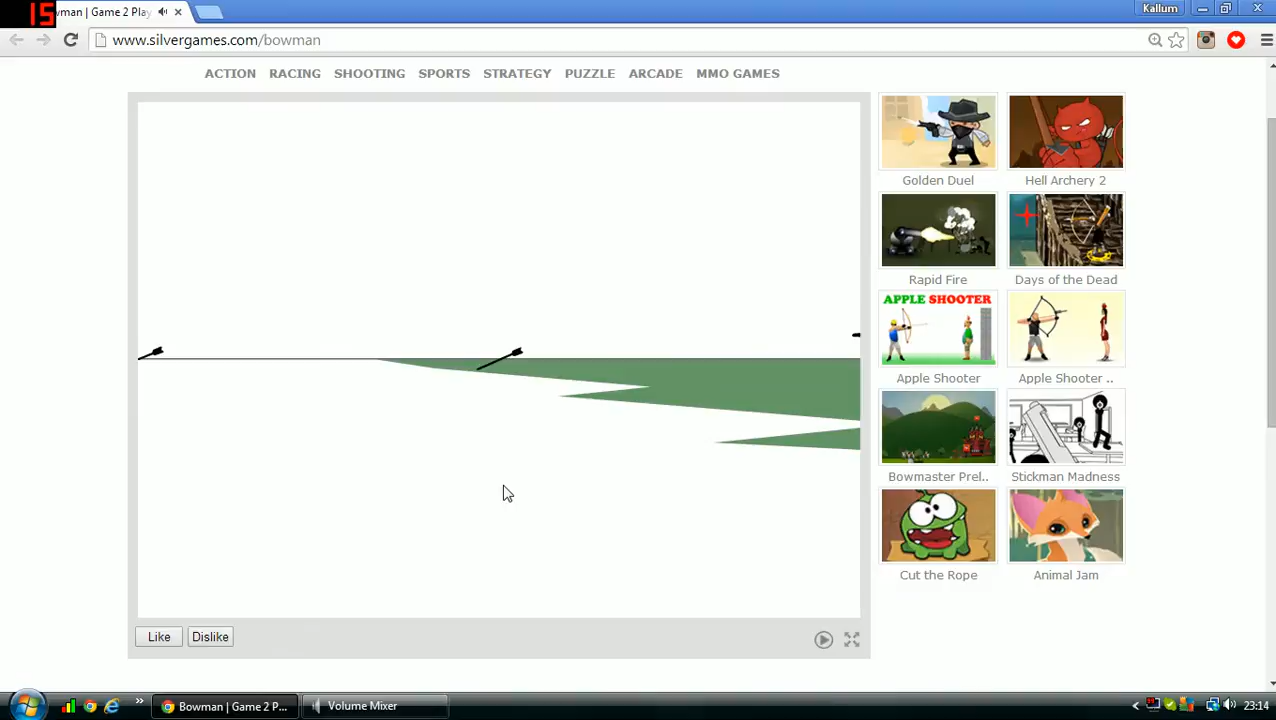 15
owman | Game 2 Play
Kallum
www.silvergames.com/bowman
ACTION RACING SHOOTING SPORTS STRATEGY PUZZLE ARCADE MMO GAMES
Golden Duel
Hell Archery 2
Rapid Fire
Days of the Dead
APPLE SHOOTER
Apple Shooter
Apple Shooter ..
Bowmaster Prel..
Stickman Madness
Cut the Rope
Animal Jam
Like
Dislike
Bowman | Game 2 P...
Volume Mixer
23:14